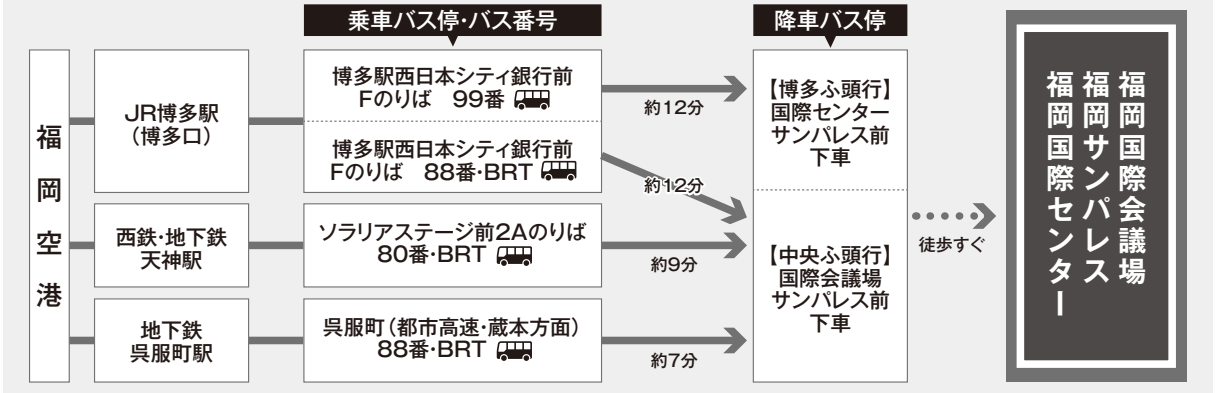 乗車バス停・バス番号
降車バス停
福岡空港
JR博多駅
（博多口）
博多駅西日本シティ銀行前
Fのりば　99番
約12分
博多駅西日本シティ銀行前
Fのりば　88番・BRT
約12分
【博多ふ頭行】
国際センター
サンパレス前
下車
西鉄・地下鉄
天神駅
ソラリアステージ前2Aのりば
80番・BRT
約9分
地下鉄
呉服町駅
呉服町（都市高速・蔵本方面）
88番・BRT
約7分
【中央ふ頭行】
国際会議場
サンパレス前
下車
徒歩すぐ
福岡国際会議場
福岡サンパレス
福岡国際センター